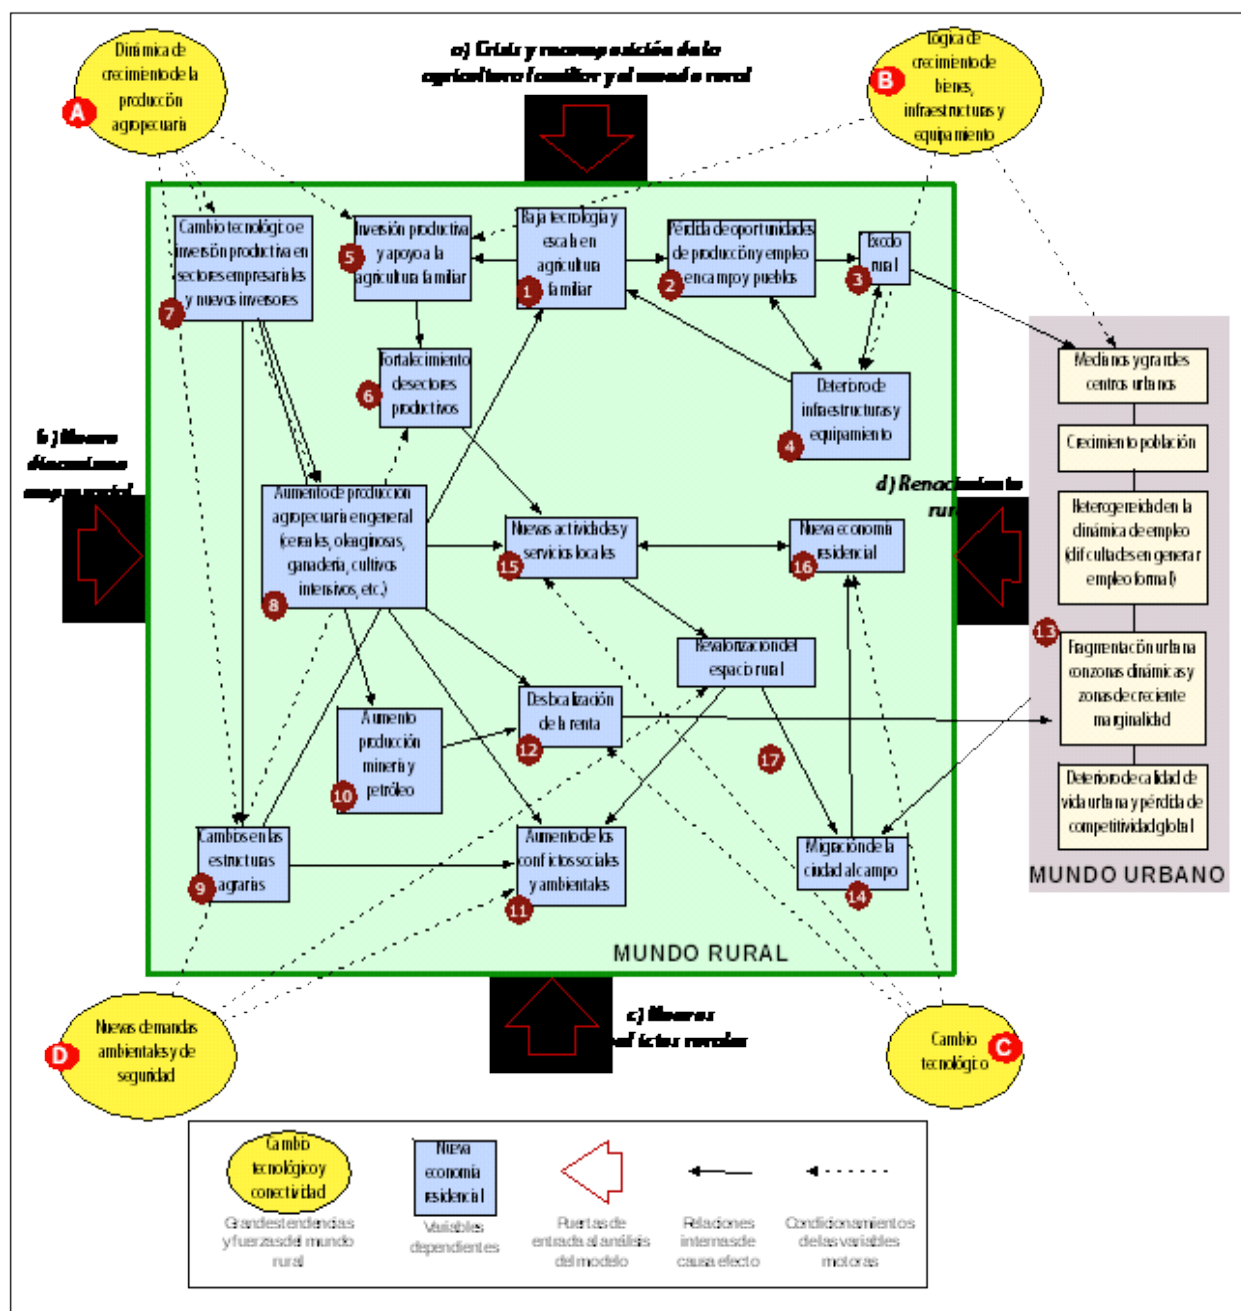 Dinámica de
crecimiento de la
producción
agropecuaria
A
a) Crisis y recomposición de la
agricultura familiar y el mundo rural
Lógica de
crecimiento de
bienes,
infraestructuras y
equipamiento
B
Cambio tecnológico e
inversión productiva en
sectores empresariales
y nuevos inversores
7
Inversión productiva
y apoyo a la
agricultura familiar
5
Baja tecnología y
escala en
agricultura
familiar
1
Pérdida de oportunidades
de producción y empleo
en campo y pueblos
2
Éxodo
rural
3
Fortalecimiento
de sectores
productivos
6
Deterioro de
infraestructuras y
equipamiento
4
Medianos y grandes
centros urbanos
Crecimiento población
Heterogeneidad en la
dinámica de empleo
(dificultades en generar
empleo formal)
13
Fragmentación urbana
con zonas dinámicas y
zonas de creciente
marginalidad
Deterioro de calidad de
vida urbana y pérdida de
competitividad global
MUNDO URBANO
b) Nuevo
dinamismo
empresarial
d) Renacimiento
Aumento de producción
agropecuaria en general
(cereales, oleaginosas,
ganadería, cultivos
intensivos, etc.)
8
Nuevas actividades y
servicios locales
15
Nueva economía
residencial
16
Revalorización del
espacio rural
Deslocalización
de la renta
12
17
Aumento
producción
minería y
petróleo
10
Cambios en las
estructuras
agrarias
9
Aumento de los
conflictos sociales
y ambientales
11
Migración de la
ciudad al campo
14
MUNDO RURAL
c) Nuevos
rurales
Nuevas demandas
ambientales y de
seguridad
D
Cambio
tecnológico
C
Cambio
tecnológico y
conectividad
Grandes tendencias
y fuerzas del mundo
rural
Nueva
economía
residencial
Variables
dependientes
Puertas de
entrada al análisis
del modelo
Relaciones
internas de
causa efecto
Condicionamientos
de las variables
motoras